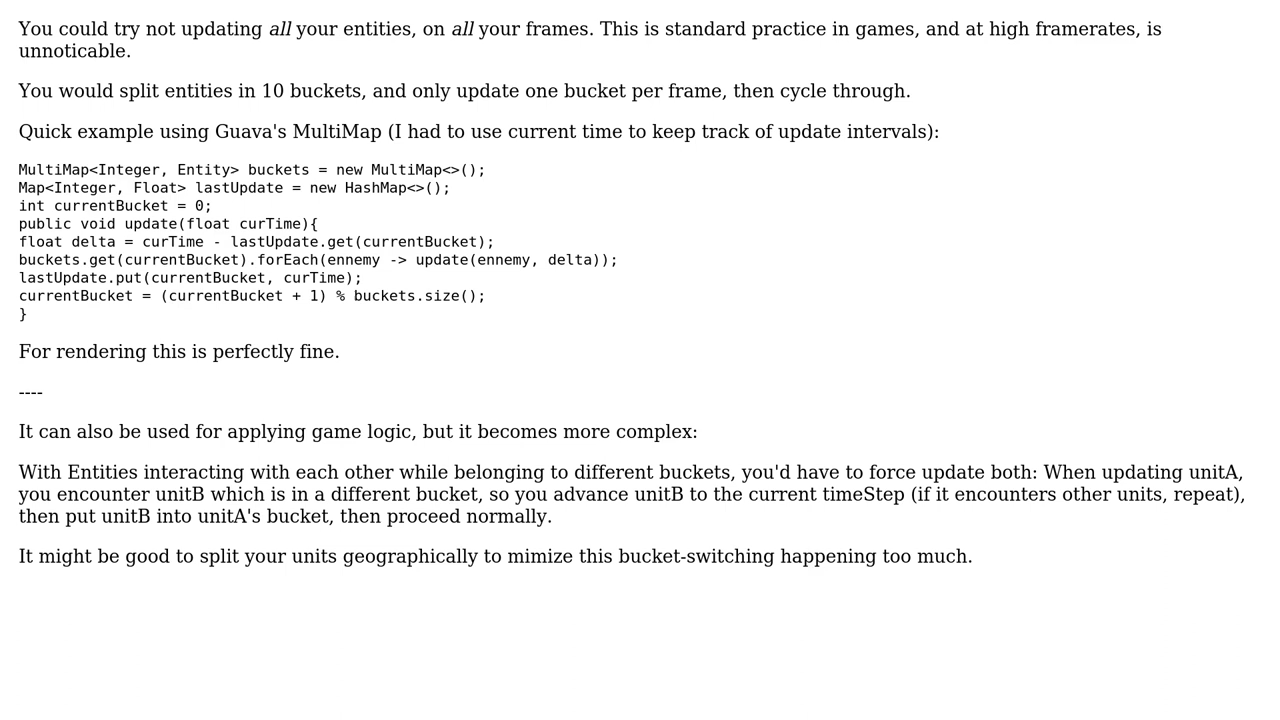 You could try not updating all your entities, on all your frames. This is standard practice in games, and at high framerates, is
unnoticable.
You would split entities in 10 buckets, and only update one bucket per frame, then cycle through.
Quick example using Guava's MultiMap (I had to use current time to keep track of update intervals):
MultiMap<Integer, Entity> buckets = new MultiMap<>();
Map<Integer, Float> lastUpdate = new HashMap<>();
int currentBucket = 0;
public void update(float curTime){
float delta = curTime - lastUpdate.get(currentBucket);
buckets.get(currentBucket).forEach(ennemy -> update(ennemy, delta));
lastUpdate.put(currentBucket, curTime);
currentBucket = (currentBucket + 1) % buckets.size();
}
For rendering this is perfectly fine.
----
It can also be used for applying game logic, but it becomes more complex:
With Entities interacting with each other while belonging to different buckets, you'd have to force update both: When updating unitA,
you encounter unitB which is in a different bucket, so you advance unitB to the current timeStep (if it encounters other units, repeat),
then put unitB into unitA's bucket, then proceed normally.
It might be good to split your units geographically to mimize this bucket-switching happening too much.